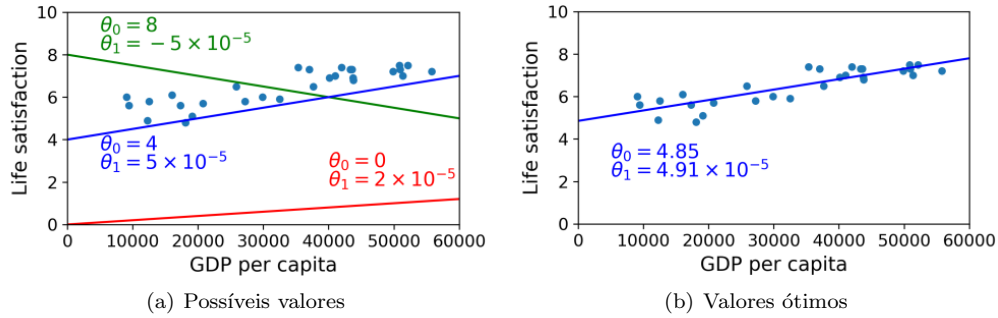 10
8
6
4
2
0
Life satisfaction
θ₀ = 8
θ₁ = −5 × 10⁻⁵
θ₀ = 4
θ₁ = 5 × 10⁻⁵
θ₀ = 0
θ₁ = 2 × 10⁻⁵
0 10000 20000 30000 40000 50000 60000
GDP per capita
(a) Possíveis valores
10
8
6
4
2
0
Life satisfaction
θ₀ = 4.85
θ₁ = 4.91 × 10⁻⁵
0 10000 20000 30000 40000 50000 60000
GDP per capita
(b) Valores ótimos